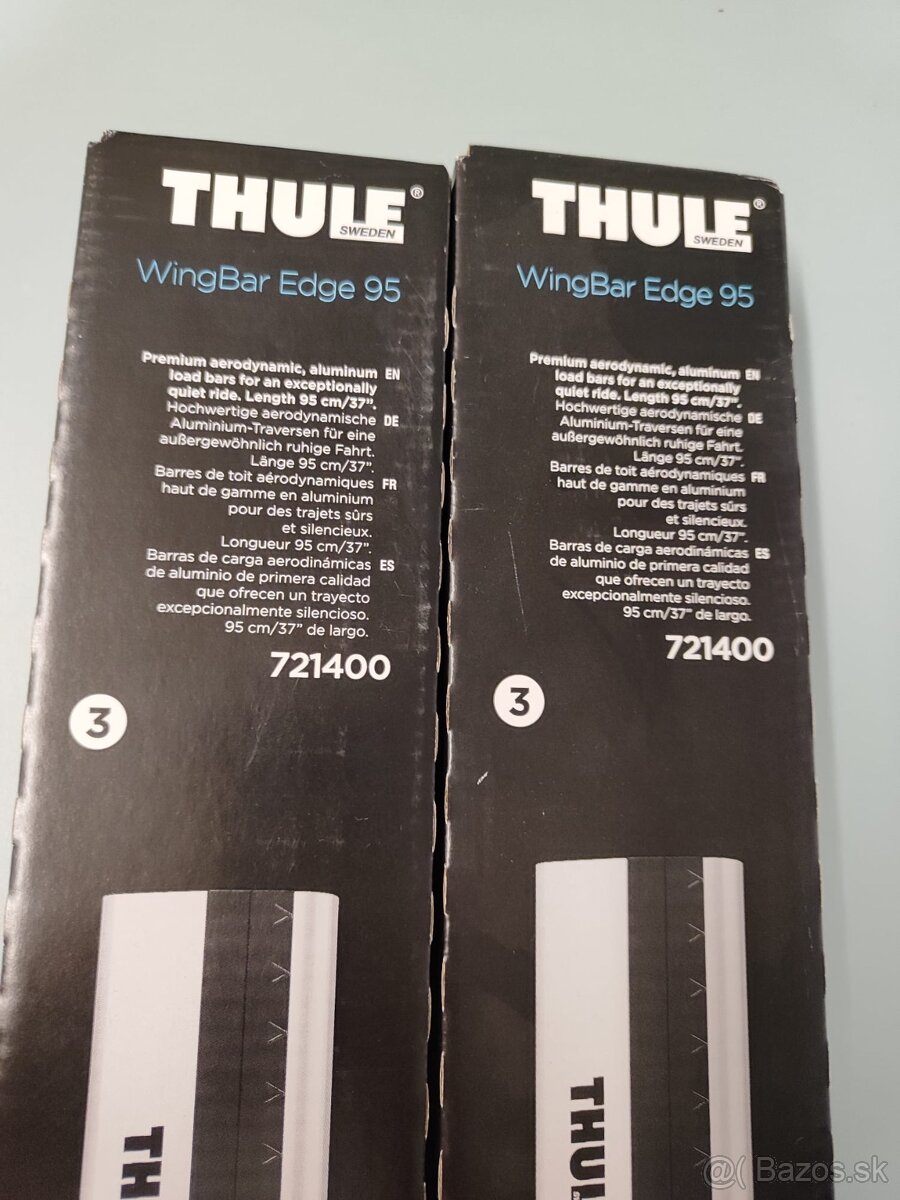 THULE®
SWEDEN
WingBar Edge 95
Premium aerodynamic, aluminum EN
load bars for an exceptionally
quiet ride. Length 95 cm/37”.
Hochwertige aerodynamische DE
Aluminium-Traversen für eine
außergewöhnlich ruhige Fahrt.
Länge 95 cm/37”.
Barres de toit aérodynamiques FR
haut de gamme en aluminium
pour des trajets sûrs
et silencieux.
Longueur 95 cm/37”.
Barras de carga aerodinámicas ES
de aluminio de primera calidad
que ofrecen un trayecto
excepcionalmente silencioso.
95 cm/37” de largo.
721400
3
TH
THULE®
SWEDEN
WingBar Edge 95
Premium aerodynamic, aluminum EN
load bars for an exceptionally
quiet ride. Length 95 cm/37”.
Hochwertige aerodynamische DE
Aluminium-Traversen für eine
außergewöhnlich ruhige Fahrt.
Länge 95 cm/37”.
Barres de toit aérodynamiques FR
haut de gamme en aluminium
pour des trajets sûrs
et silencieux.
Longueur 95 cm/37”.
Barras de carga aerodinámicas ES
de aluminio de primera calidad
que ofrecen un trayecto
excepcionalmente silencioso.
95 cm/37” de largo.
721400
3
THU
@( Bazos.sk